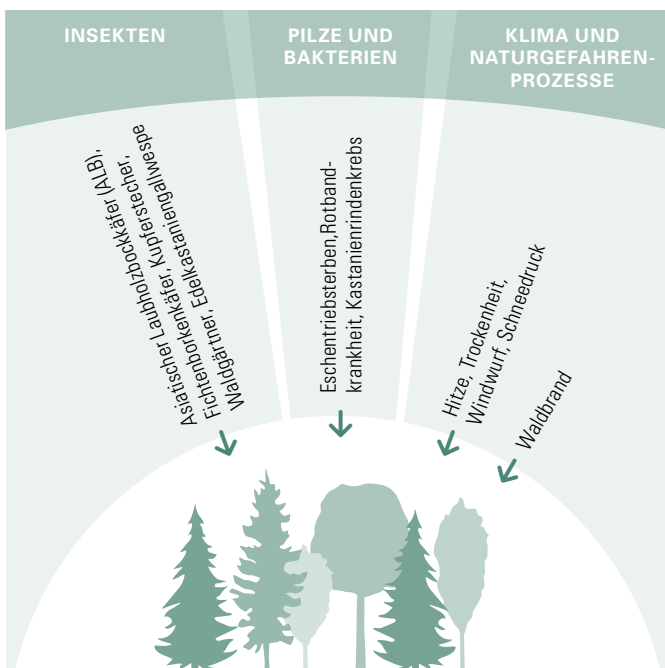 INSEKTEN
PILZE UND
BAKTERIEN
KLIMA UND
NATURGEFAHREN-
PROZESSE
Asiatischer Laubholzbockkäfer (ALB),
Fichtenborkenkäfer, Kupferstecher,
Waldgärtner, Edelkastaniengallwespe
Eschentriebsterben,Rotband-
krankheit, Kastanienrindenkrebs
Hitze, Trockenheit,
Windwurf, Schneedruck
Waldbrand